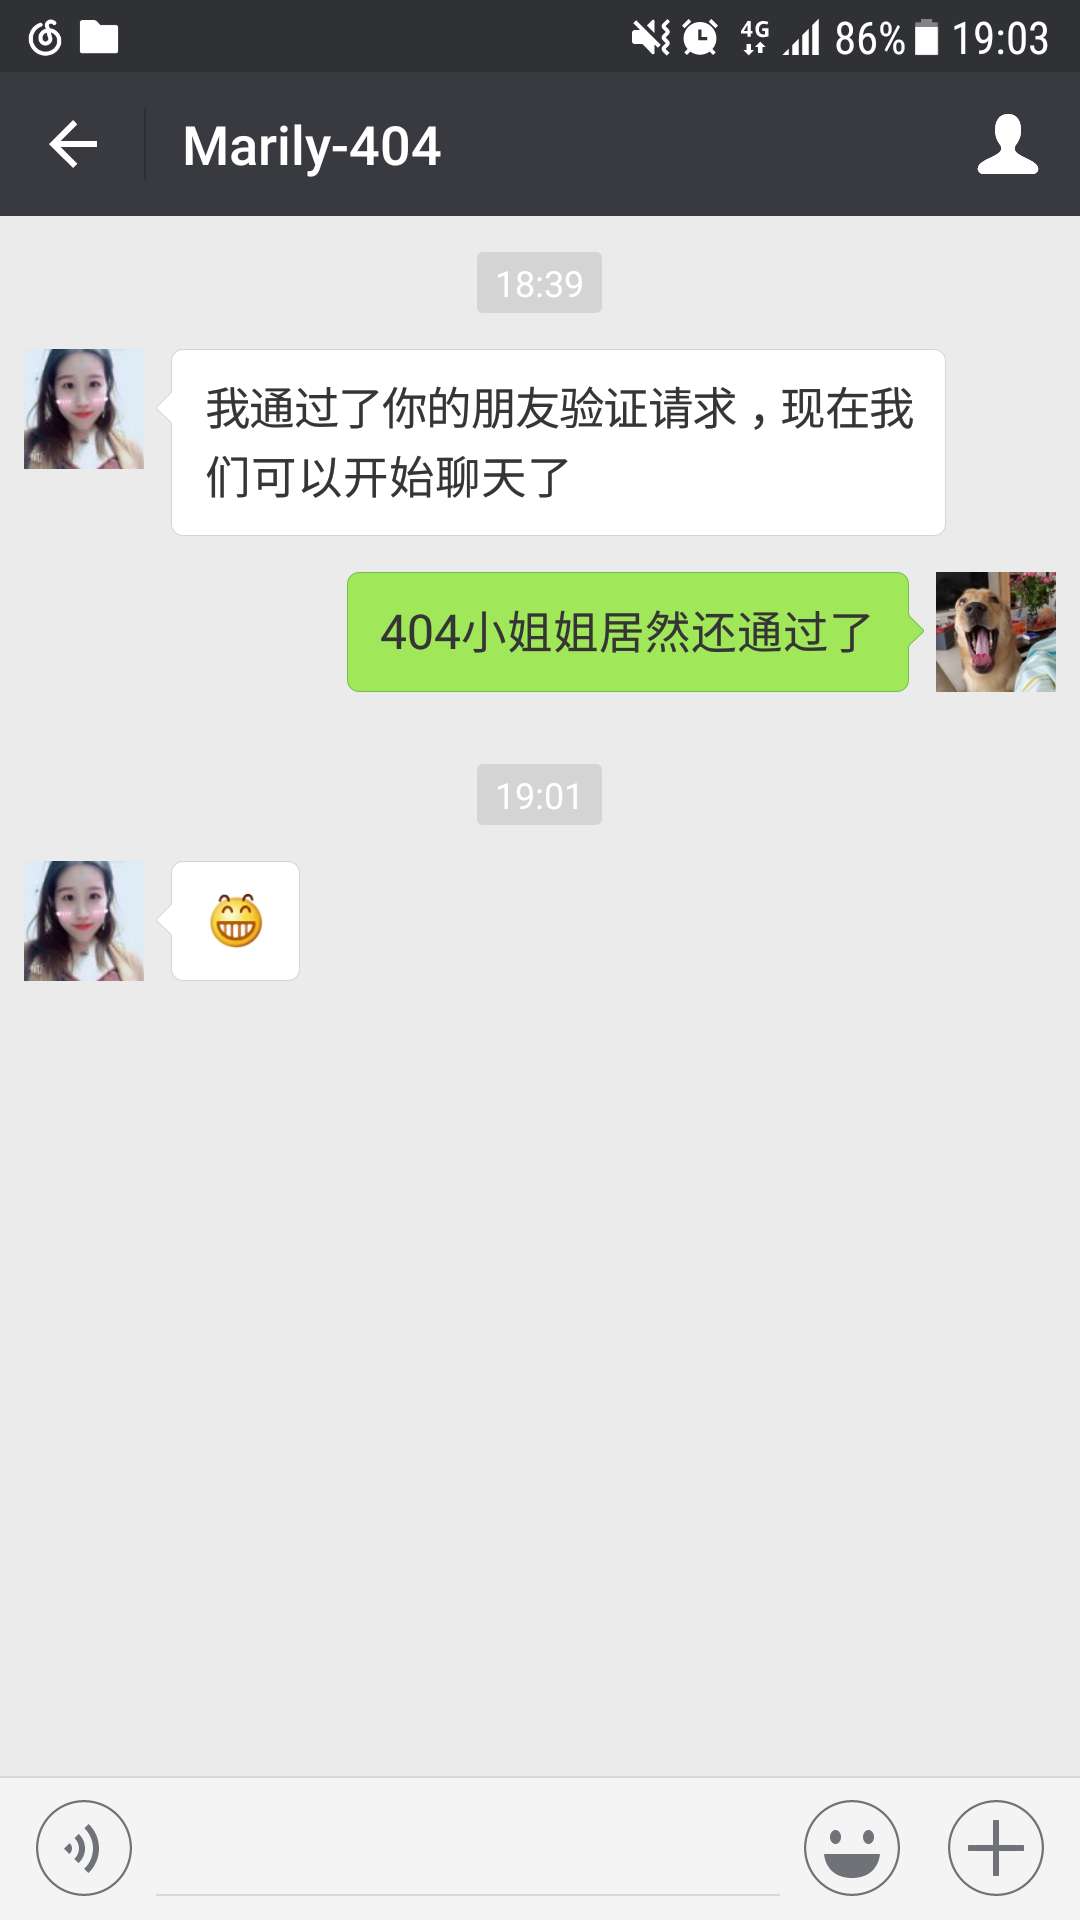 4G 86% 19:03
Marily-404
18:39
我通过了你的朋友验证请求，现在我
们可以开始聊天了
404小姐姐居然还通过了
19:01
😁